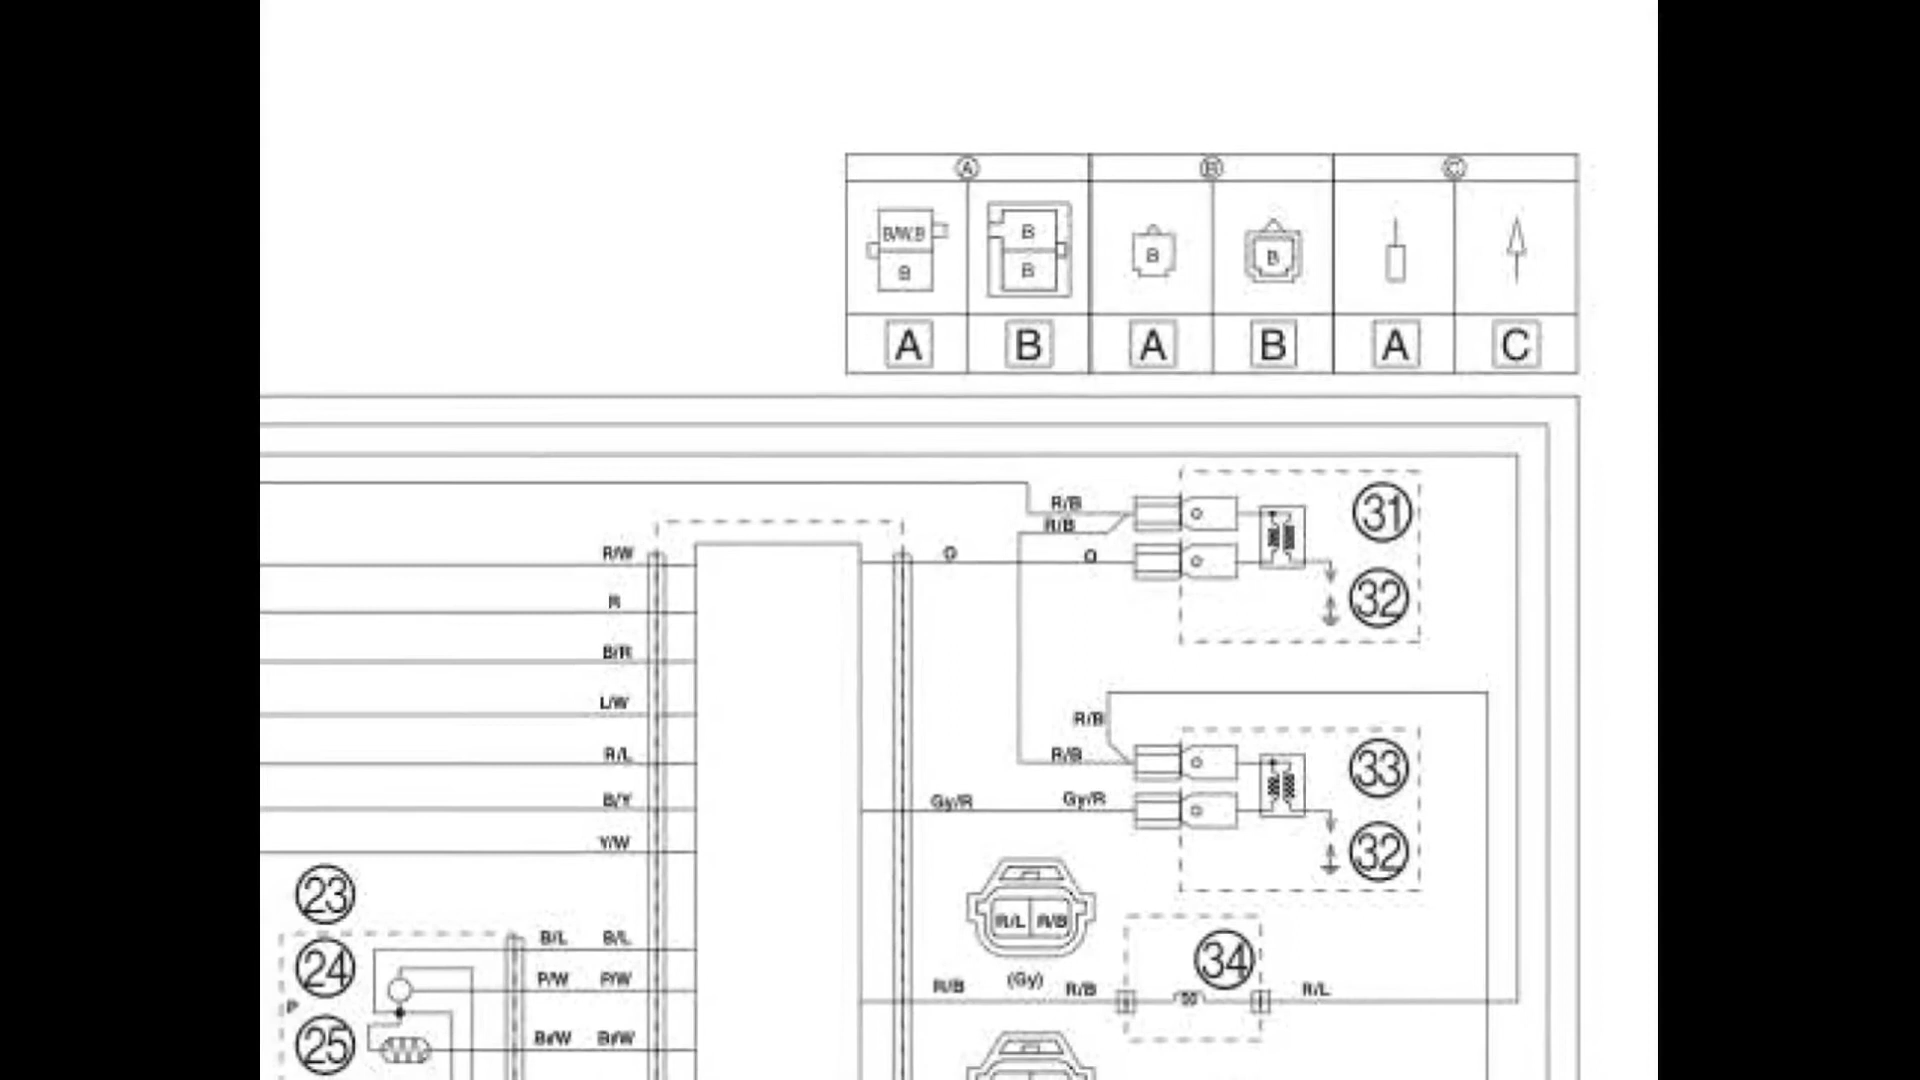 A B C
B/W.B B B B
B B
A B A B A C
R/B
R/B
31
R/W
O O
32
R
B/R
L/W
R/B
R/L
R/B
33
B/Y
Gy/R Gy/R
Y/W
32
23
R/L R/B
B/L B/L
34
24
P/W P/W
(Gy)
R/B R/B R/L
P
25
Br/W Br/W